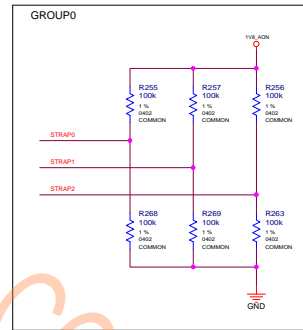 GROUP0
1V8_AON
R255
100k
1 %
0402
COMMON
R257
100k
1 %
0402
COMMON
R256
100k
1 %
0402
COMMON
STRAP0
STRAP1
STRAP2
R268
100k
1 %
0402
COMMON
R269
100k
1 %
0402
COMMON
R263
100k
1 %
0402
COMMON
GND